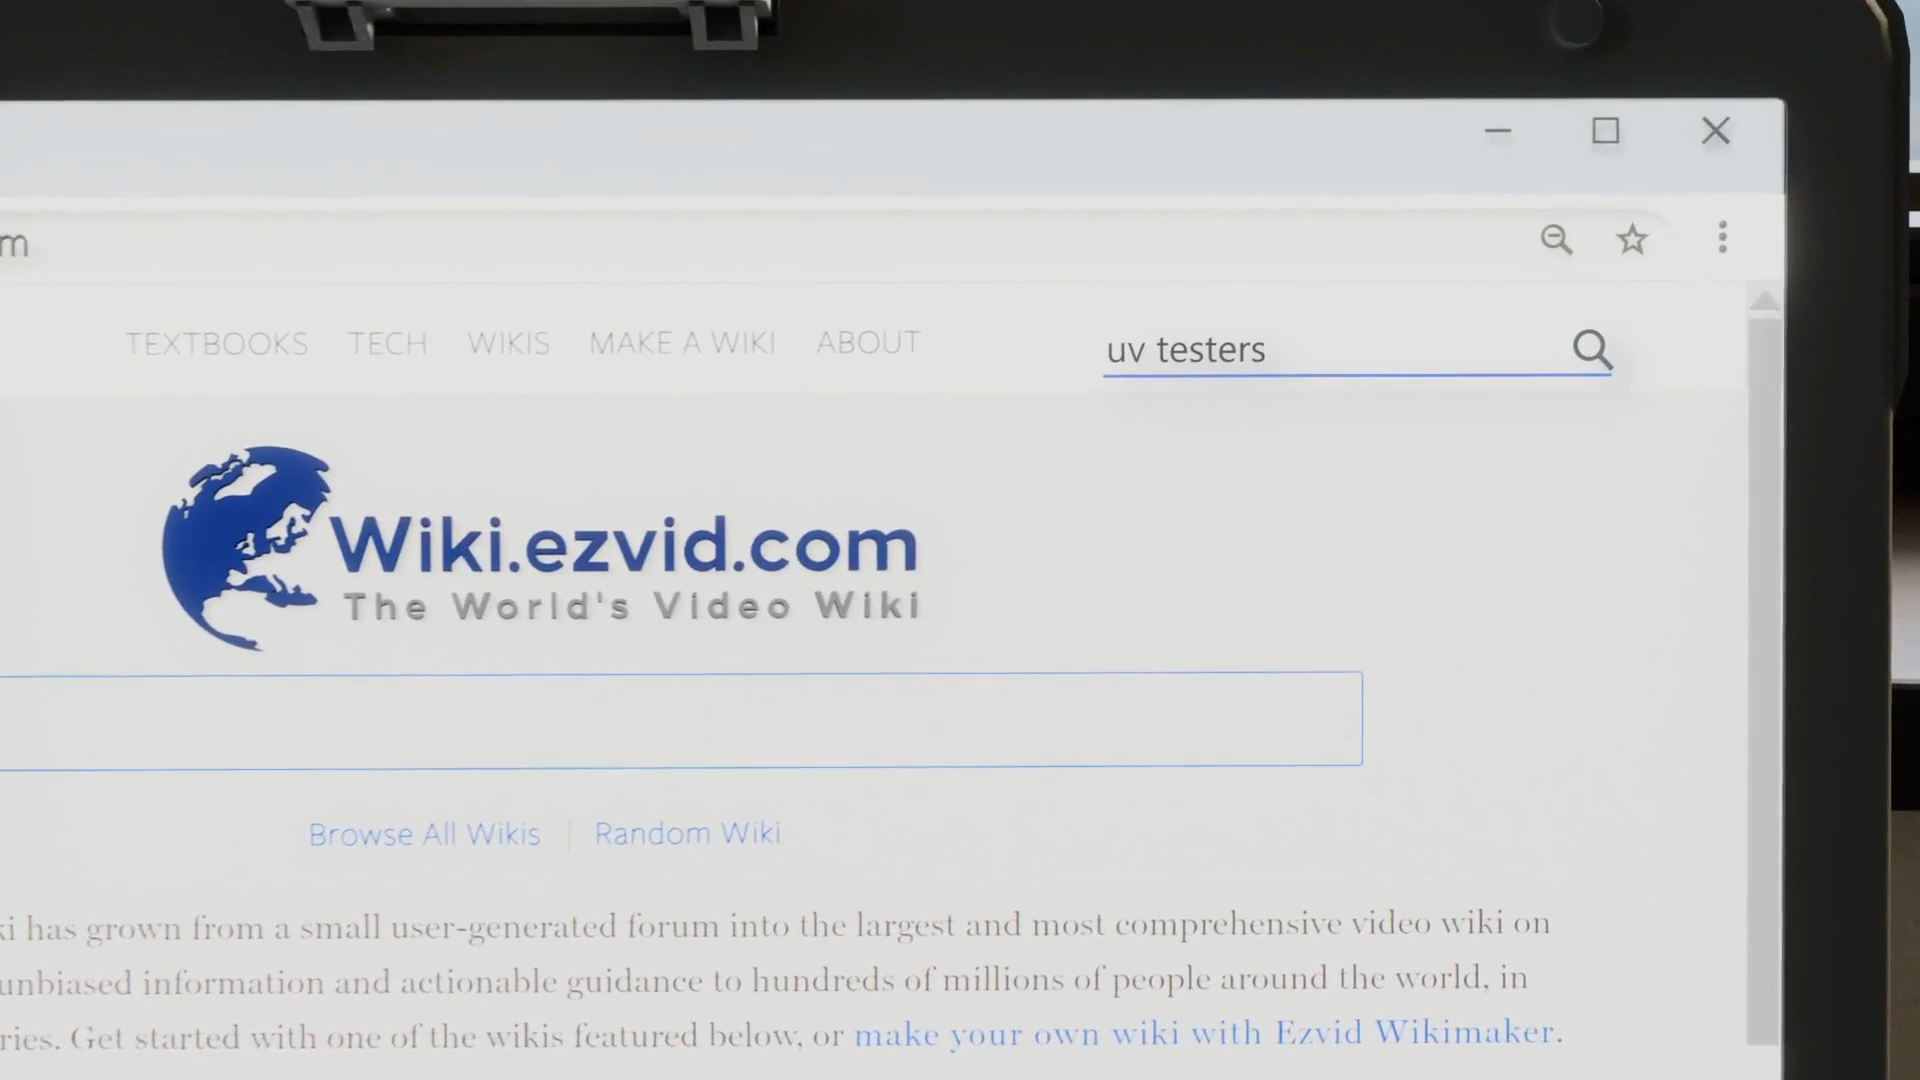 m
TEXTBOOKS TECH WIKIS MAKE A WIKI ABOUT
uv testers
Wiki.ezvid.com
The World's Video Wiki
Browse All Wikis Random Wiki
has grown from a small user-generated forum into the largest and most comprehensive video wiki on
unbiased information and actionable guidance to hundreds of millions of people around the world, in
Get started with one of the wikis featured below, or make your own wiki with Ezvid Wikimaker.